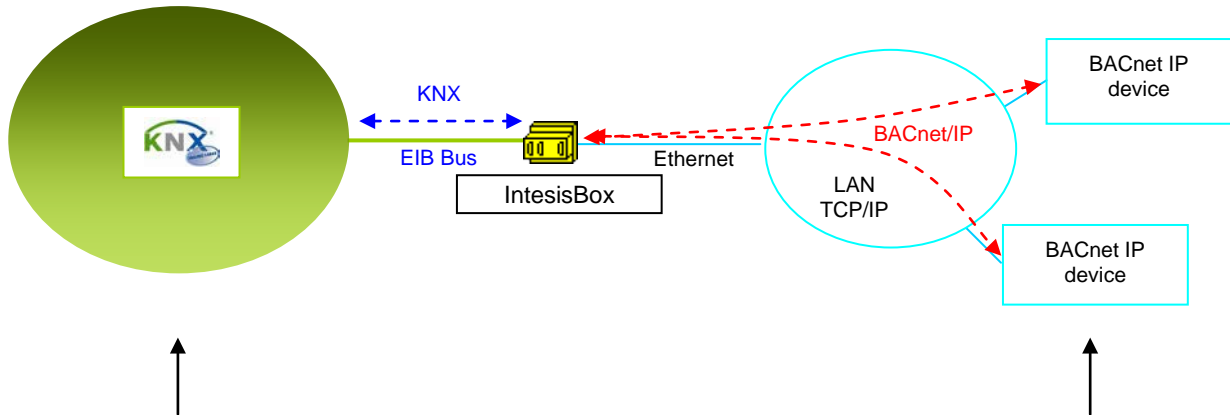 KNX
KNX
EIB Bus
IntesisBox
Ethernet
BACnet/IP
LAN
TCP/IP
BACnet IP
device
BACnet IP
device